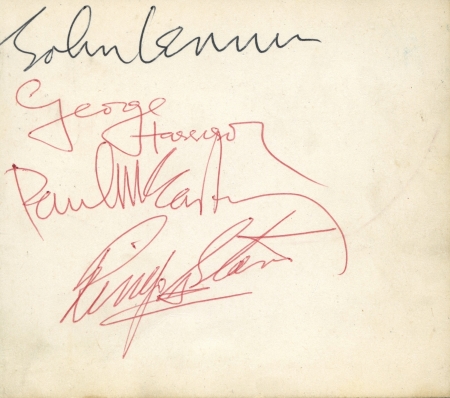 John Lennon
George
Harrison
Paul McCartney
Ringo Starr